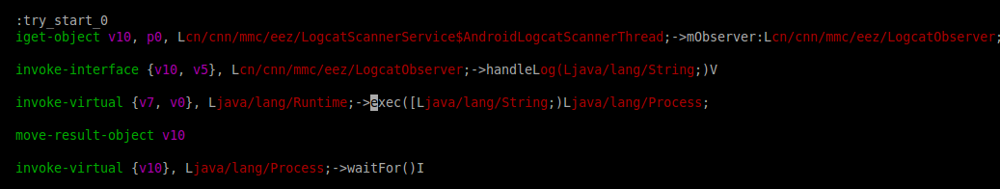 :try_start_0
iget-object v10, p0, Lcn/cnn/mmc/eez/LogcatScannerService$AndroidLogcatScannerThread;->mObserver:Lcn/cnn/mmc/eez/LogcatObserver;
invoke-interface {v10, v5}, Lcn/cnn/mmc/eez/LogcatObserver;->handleLog(Ljava/lang/String;)V
invoke-virtual {v7, v0}, Ljava/lang/Runtime;->exec([Ljava/lang/String;)Ljava/lang/Process;
move-result-object v10
invoke-virtual {v10}, Ljava/lang/Process;->waitFor()I